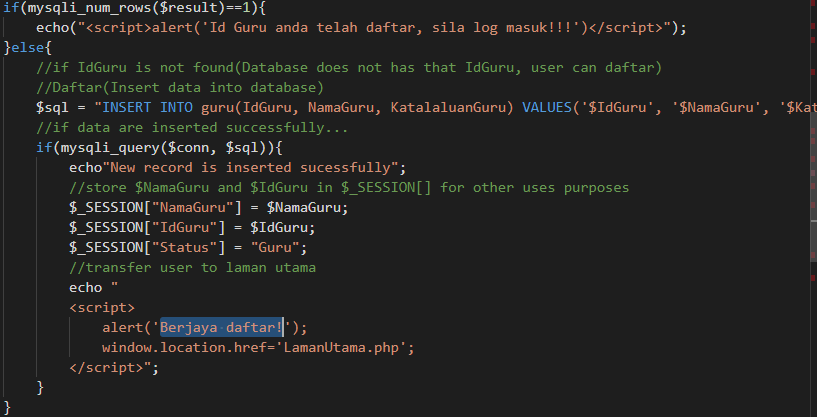 if(mysqli_num_rows($result)==1){
echo("<script>alert('Id Guru anda telah daftar, sila log masuk!!!')</script>");
}else{
//if IdGuru is not found(Database does not has that IdGuru, user can daftar)
//Daftar(Insert data into database)
$sql = "INSERT INTO guru(IdGuru, NamaGuru, KatalaluanGuru) VALUES('$IdGuru', '$NamaGuru', '$Kat
//if data are inserted successfully...
if(mysqli_query($conn, $sql)){
echo"New record is inserted sucessfully";
//store $NamaGuru and $IdGuru in $_SESSION[] for other uses purposes
$_SESSION["NamaGuru"] = $NamaGuru;
$_SESSION["IdGuru"] = $IdGuru;
$_SESSION["Status"] = "Guru";
//transfer user to laman utama
echo "
<script>
alert('Berjaya daftar!');
window.location.href='LamanUtama.php';
</script>";
}
}